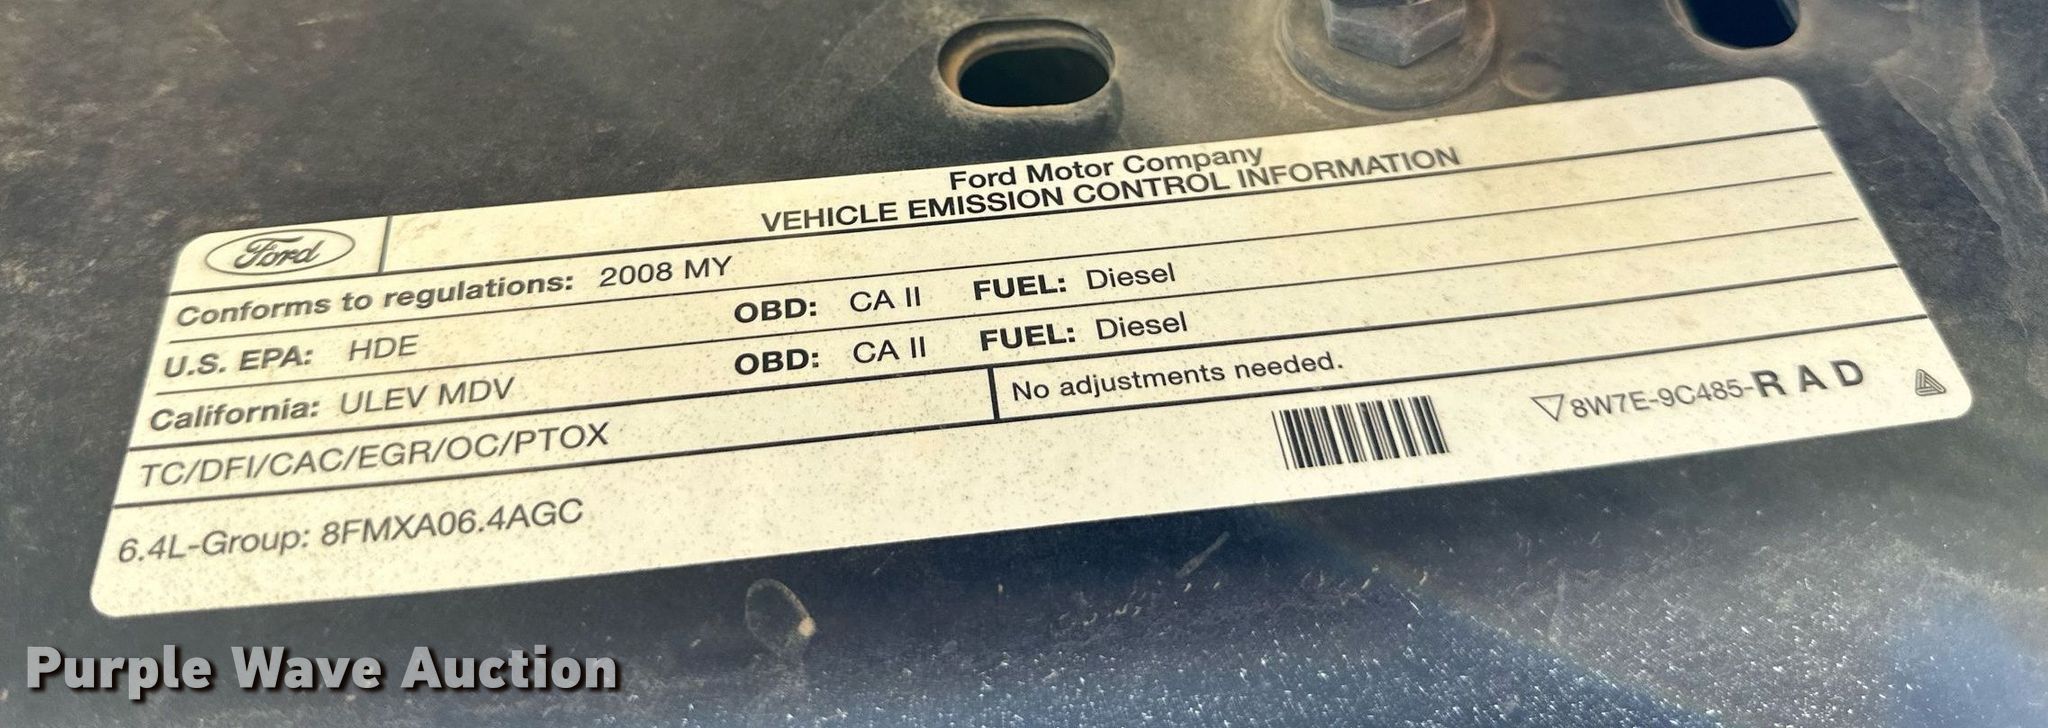 Ford Motor Company
VEHICLE EMISSION CONTROL INFORMATION
Ford
Conforms to regulations: 2008 MY
U.S. EPA: HDE OBD: CA II FUEL: Diesel
California: ULEV MDV OBD: CA II FUEL: Diesel
TC/DFI/CAC/EGR/OC/PTOX No adjustments needed.
6.4L-Group: 8FMXA06.4AGC
8W7E-9C485-RAD
Purple Wave Auction